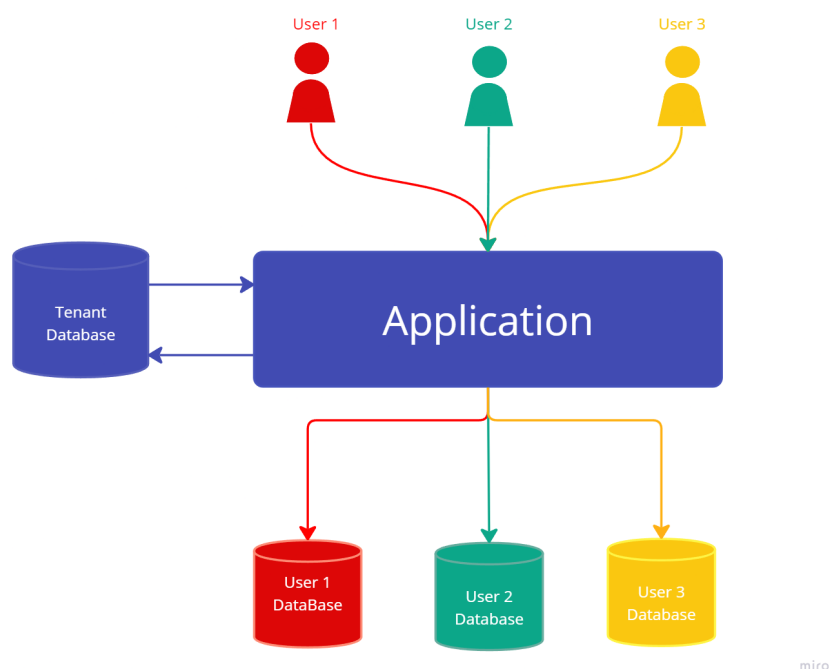 User 1
User 2
User 3
Tenant
Database
Application
User 1
DataBase
User 2
Database
User 3
Database
miro